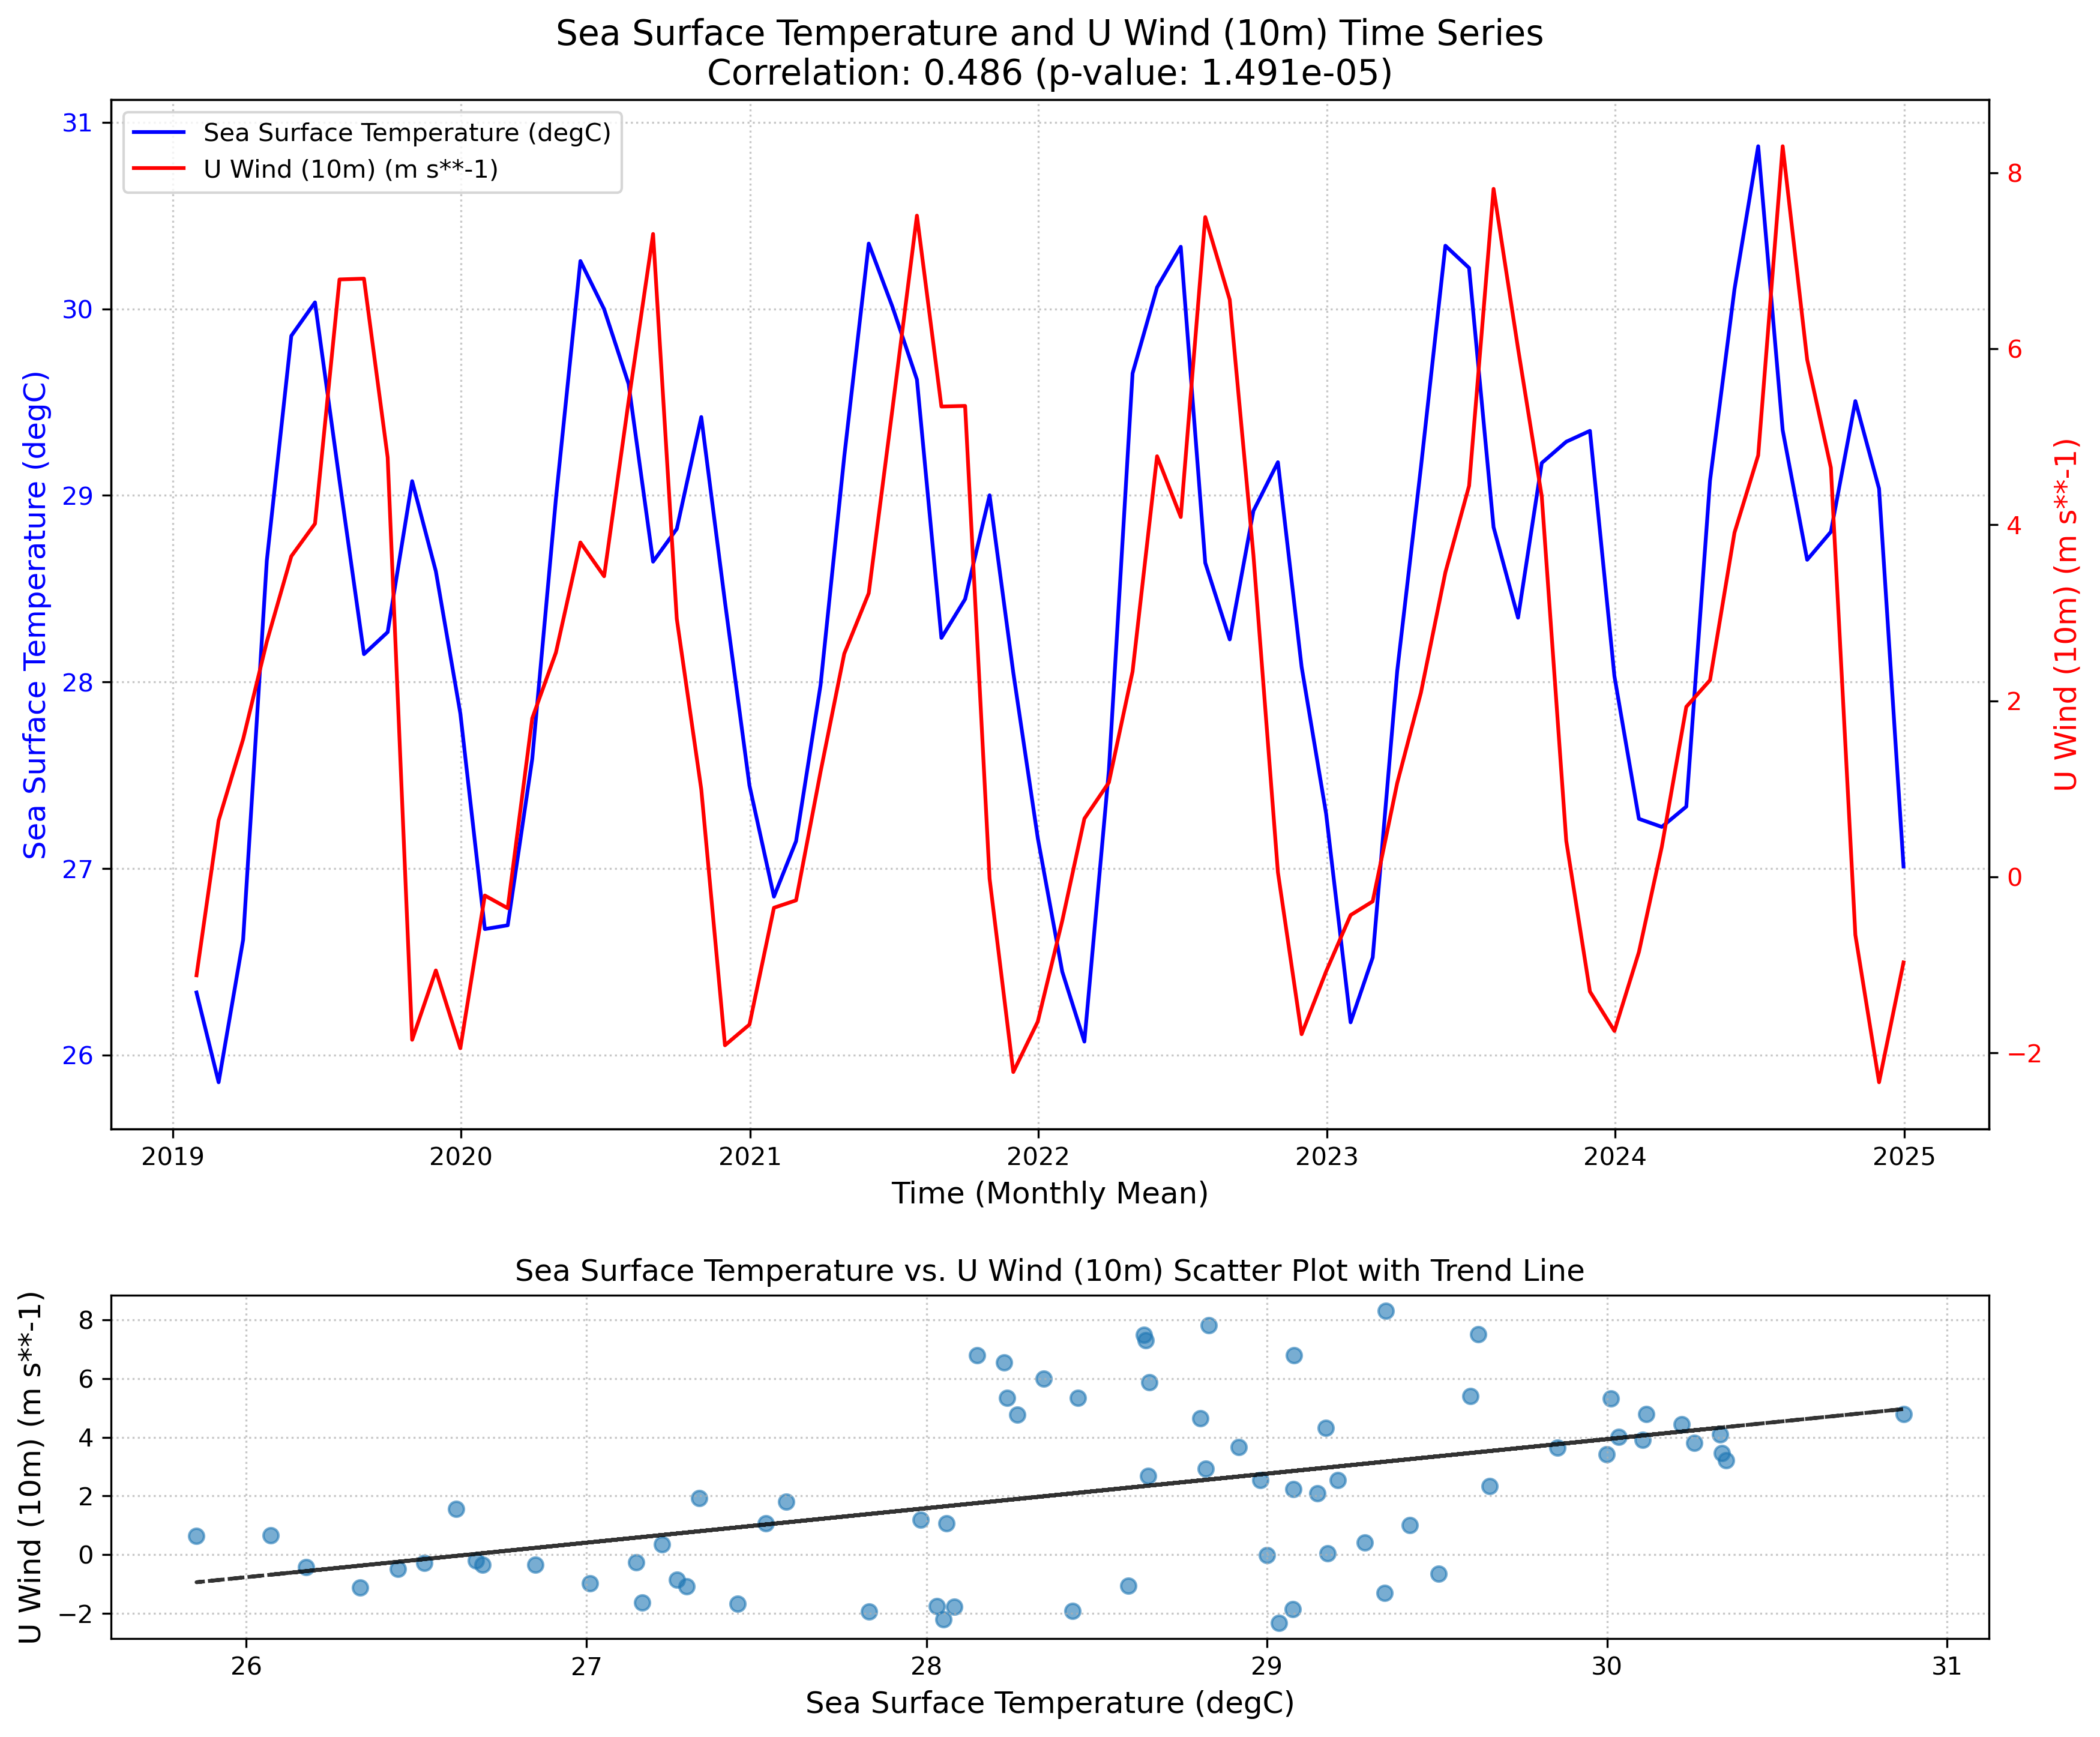 Sea Surface Temperature and U Wind (10m) Time Series
Correlation: 0.486 (p-value: 1.491e-05)
Sea Surface Temperature (degC)
U Wind (10m) (m s**-1)
31
30
29
28
27
26
Sea Surface Temperature (degC)
8
6
4
2
0
−2
U Wind (10m) (m s**-1)
2019 2020 2021 2022 2023 2024 2025
Time (Monthly Mean)
Sea Surface Temperature vs. U Wind (10m) Scatter Plot with Trend Line
8
6
4
2
0
−2
U Wind (10m) (m s**-1)
26 27 28 29 30 31
Sea Surface Temperature (degC)